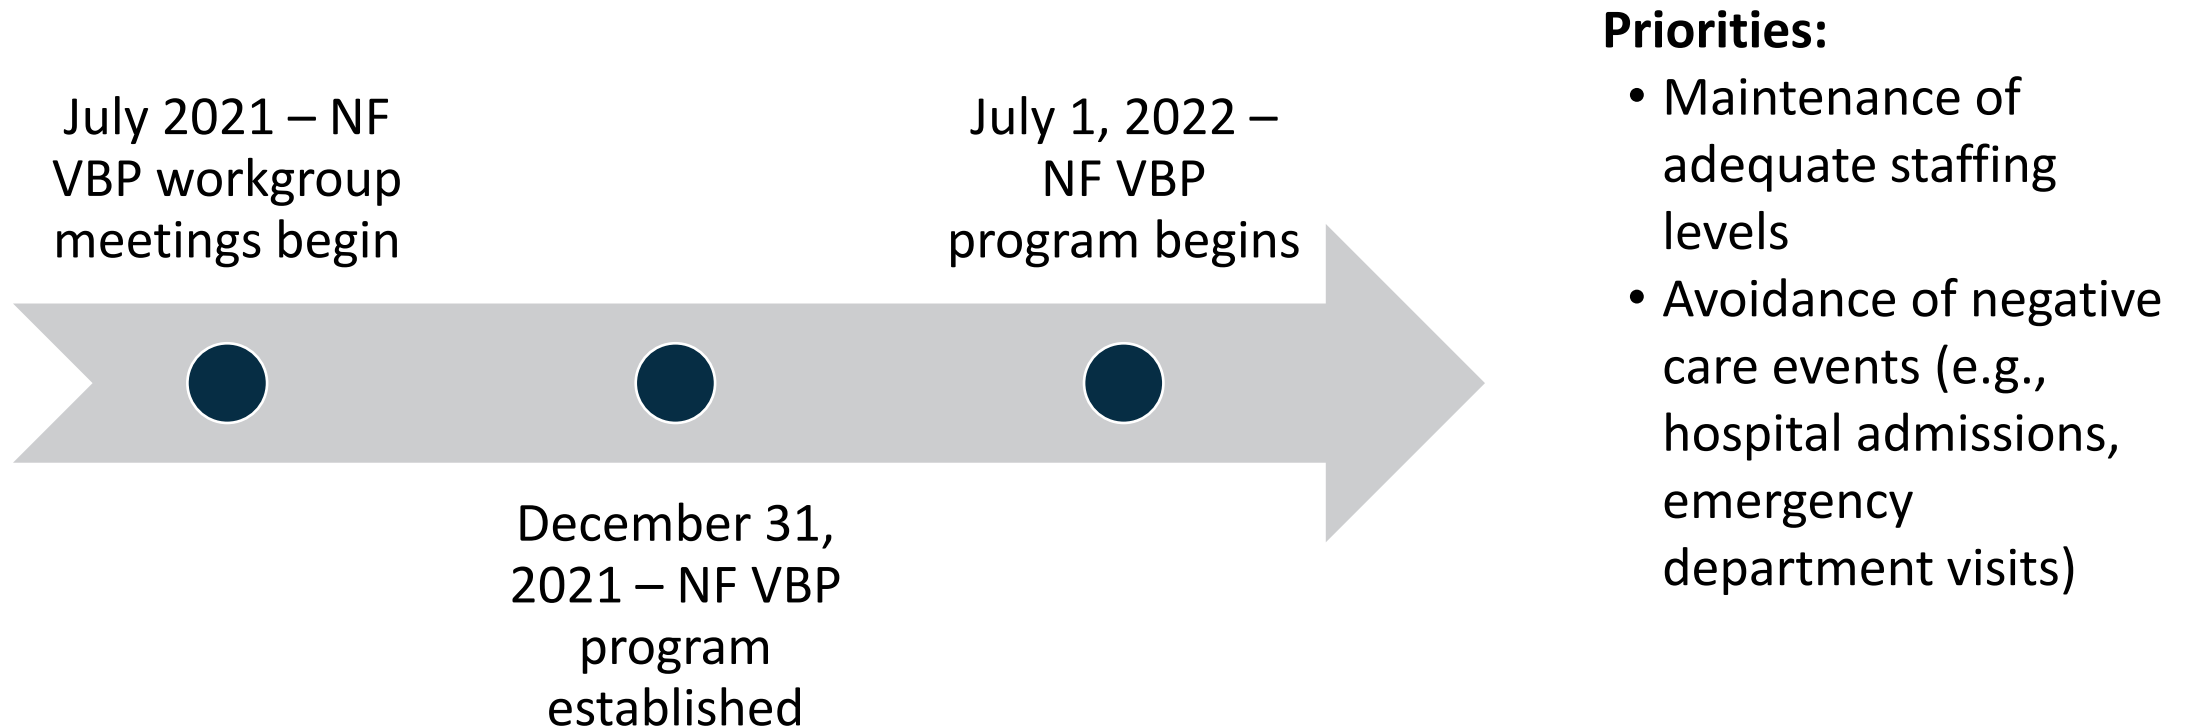 July 2021 – NF
VBP workgroup
meetings begin
December 31,
2021 – NF VBP
program
established
July 1, 2022 –
NF VBP
program begins
Priorities:
• Maintenance of
adequate staffing
levels
• Avoidance of negative
care events (e.g.,
hospital admissions,
emergency
department visits)